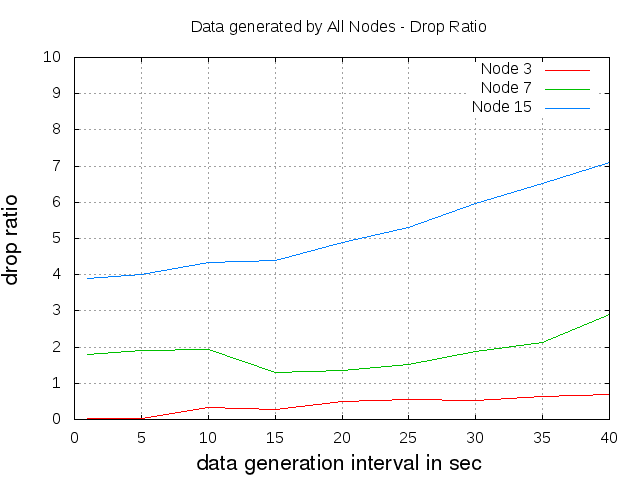 Data generated by All Nodes - Drop Ratio
10
9
8
7
6
5
4
3
2
1
0
drop ratio
Node 3
Node 7
Node 15
0 5 10 15 20 25 30 35 40
data generation interval in sec